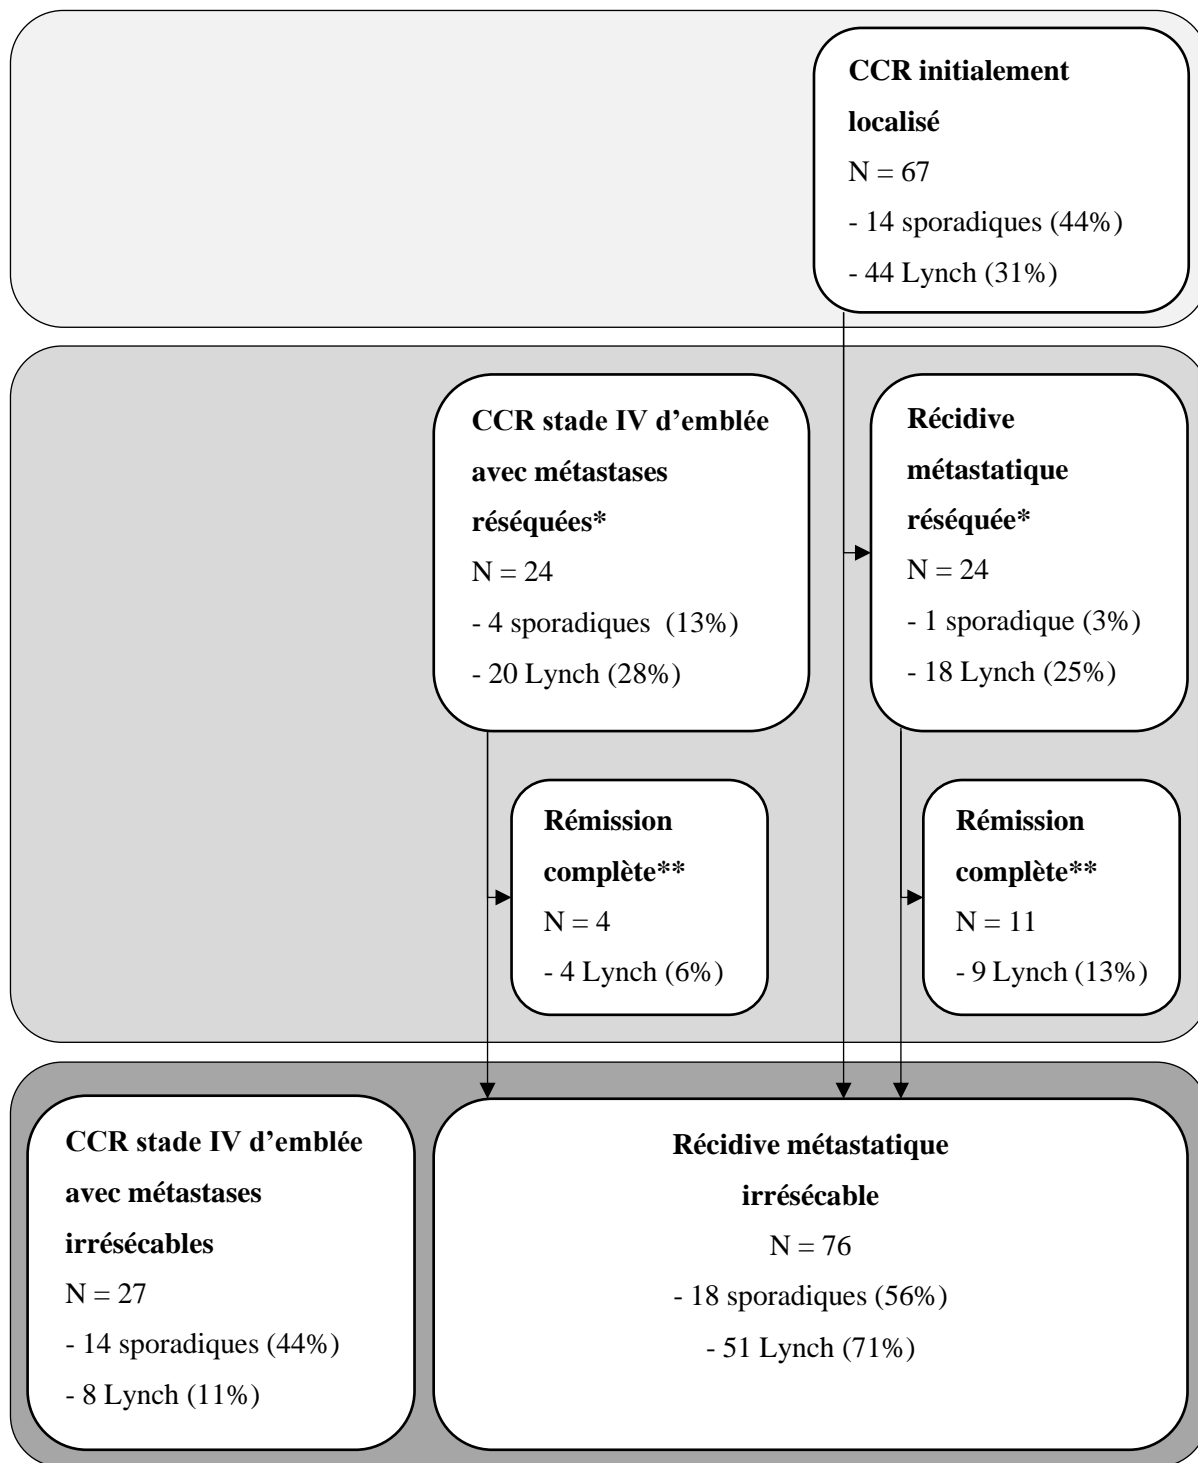 CCR initialement
localisé
N = 67
- 14 sporadiques (44%)
- 44 Lynch (31%)
CCR stade IV d’emblée
avec métastases
réséquées*
N = 24
- 4 sporadiques (13%)
- 20 Lynch (28%)
Récidive
métastatique
réséquée*
N = 24
- 1 sporadique (3%)
- 18 Lynch (25%)
Rémission
complète**
N = 4
- 4 Lynch (6%)
Rémission
complète**
N = 11
- 9 Lynch (13%)
CCR stade IV d’emblée
avec métastases
irrésécables
N = 27
- 14 sporadiques (44%)
- 8 Lynch (11%)
Récidive métastatique
irrésécable
N = 76
- 18 sporadiques (56%)
- 51 Lynch (71%)